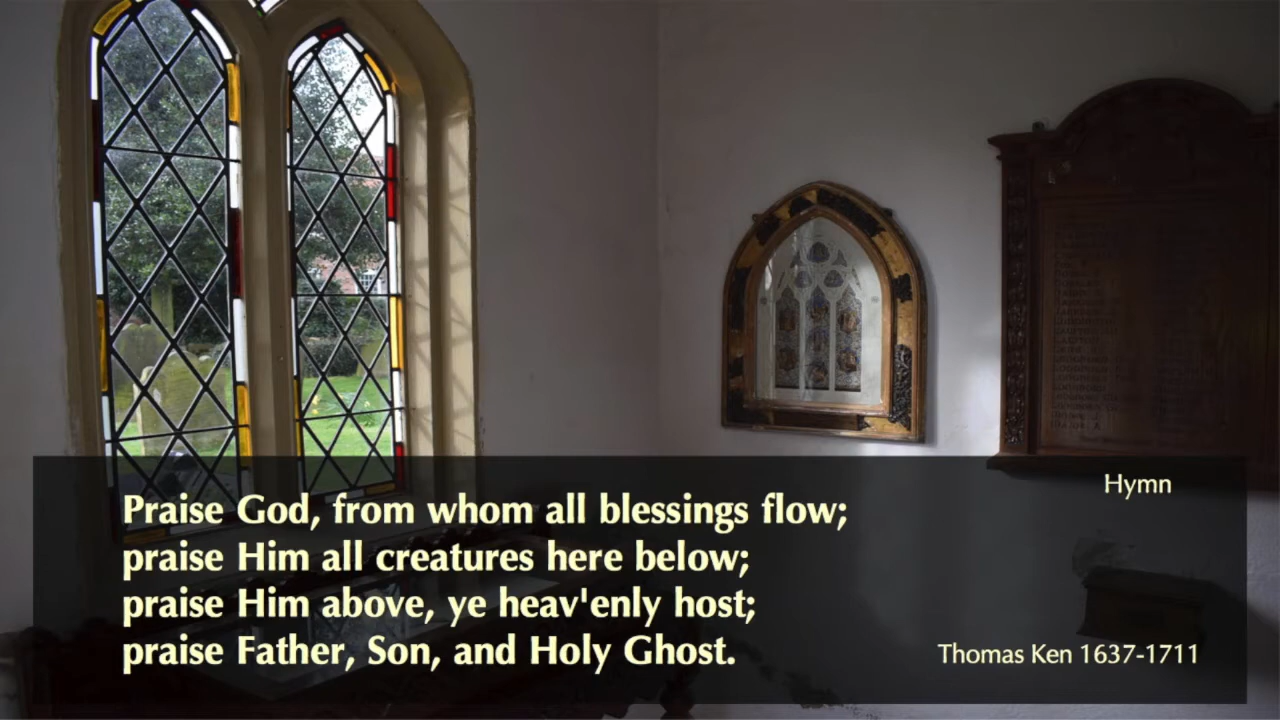 Hymn
Praise God, from whom all blessings flow;
praise Him all creatures here below;
praise Him above, ye heav'enly host;
praise Father, Son, and Holy Ghost.
Thomas Ken 1637-1711